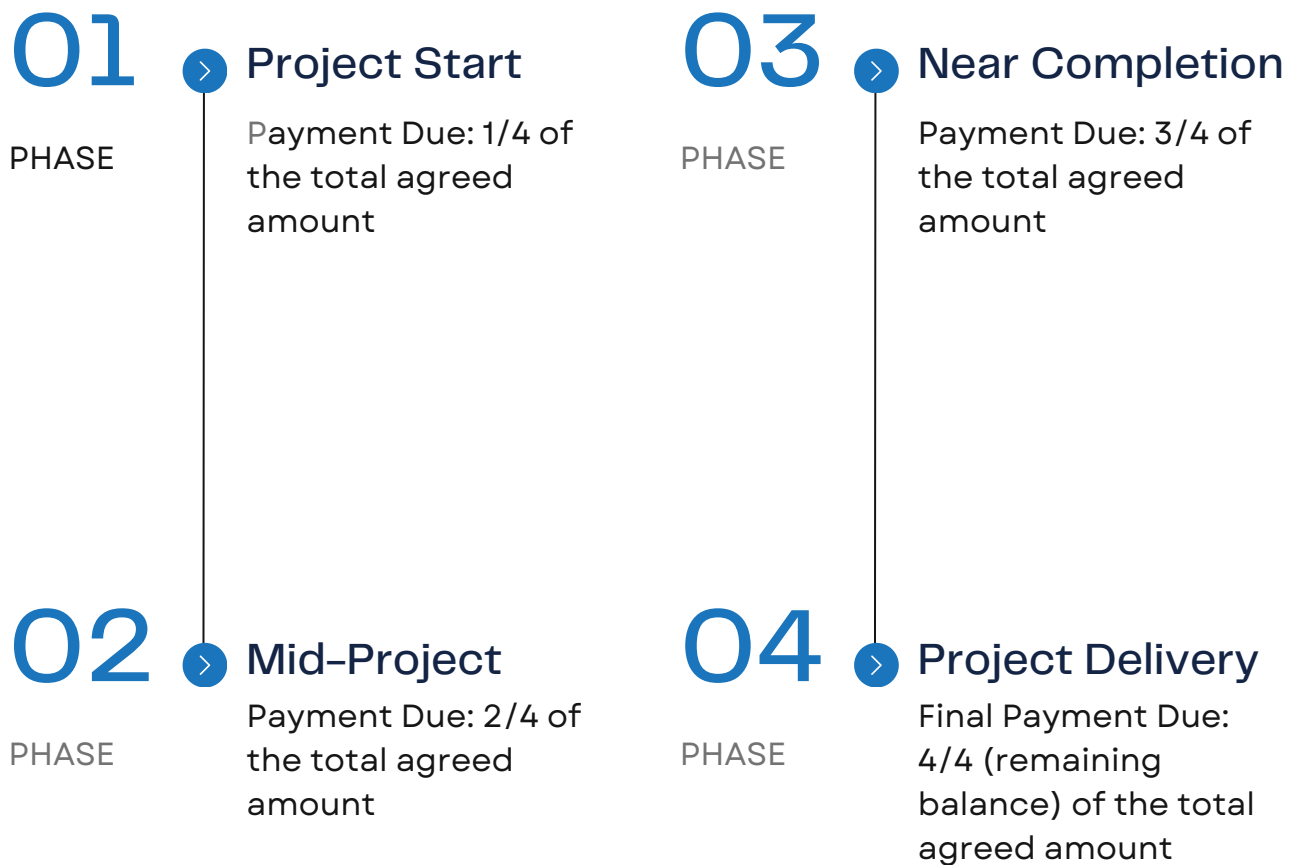 01
Project Start
PHASE
Payment Due: 1/4 of
the total agreed
amount
02
Mid-Project
PHASE
Payment Due: 2/4 of
the total agreed
amount
03
Near Completion
PHASE
Payment Due: 3/4 of
the total agreed
amount
04
Project Delivery
PHASE
Final Payment Due:
4/4 (remaining
balance) of the total
agreed amount